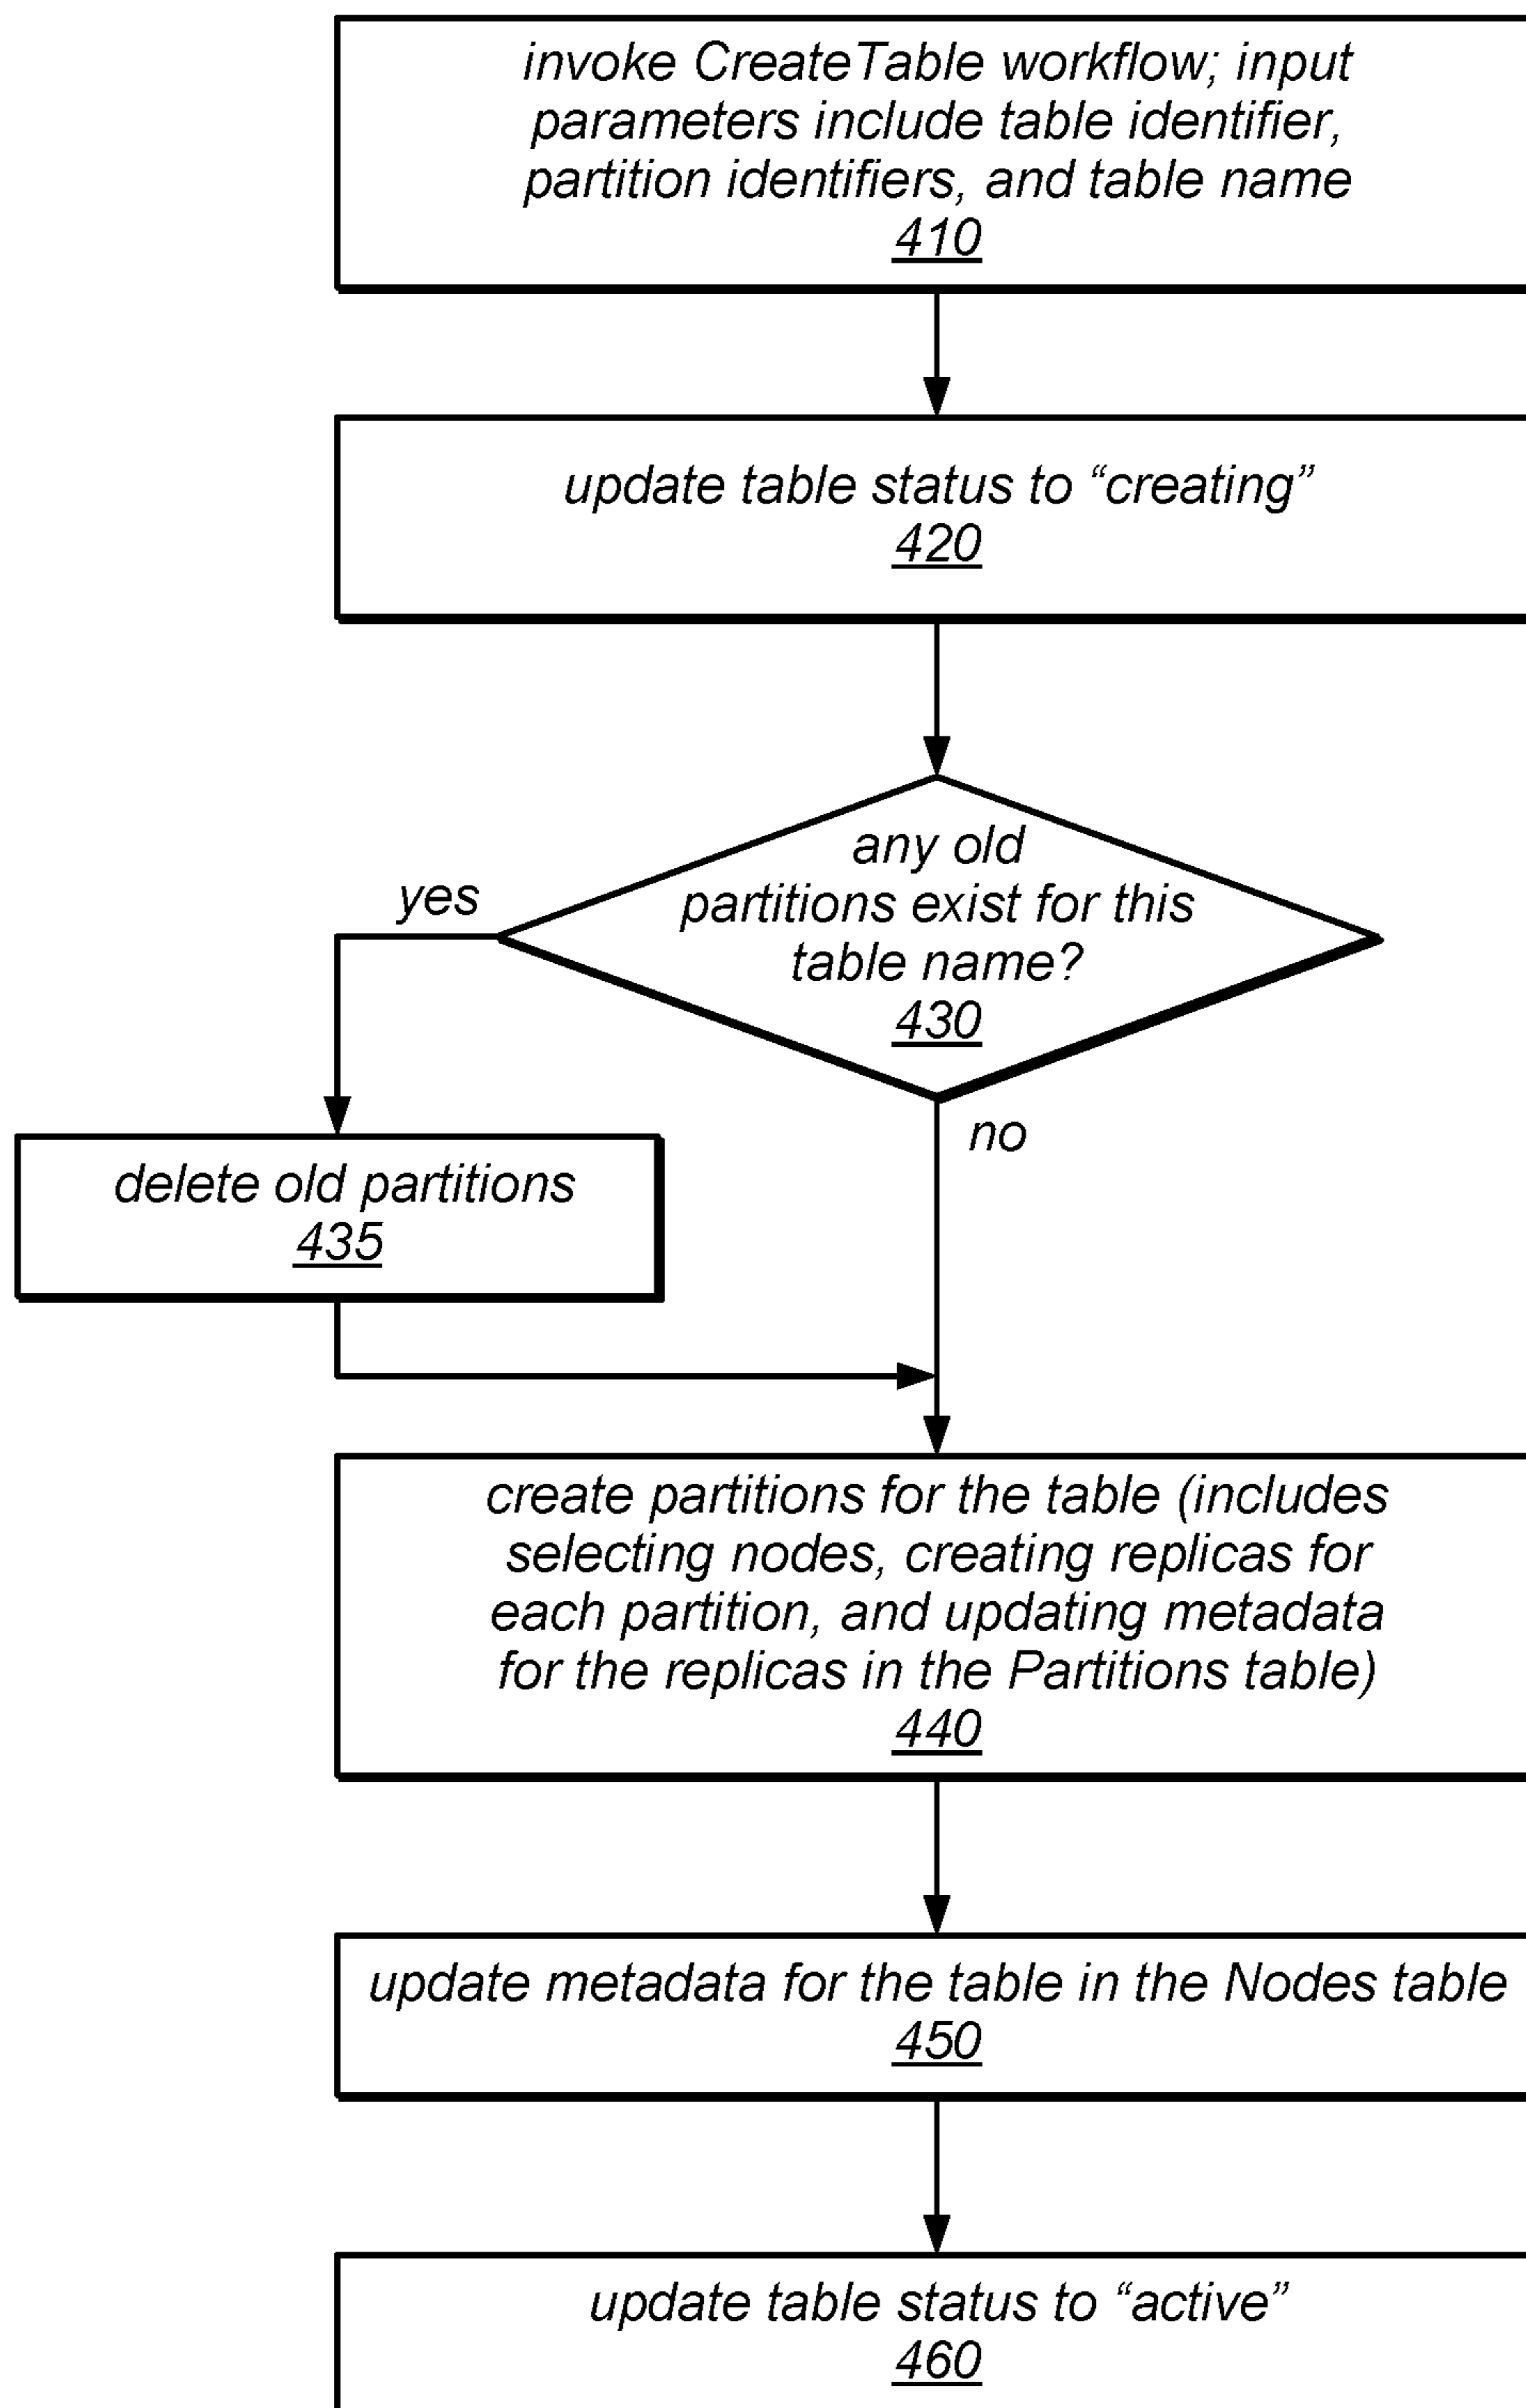 invoke CreateTable workflow; input
parameters include table identifier,
partition identifiers, and table name
410
update table status to “creating”
420
any old
partitions exist for this
table name?
430
yes
no
delete old partitions
435
create partitions for the table (includes
selecting nodes, creating replicas for
each partition, and updating metadata
for the replicas in the Partitions table)
440
update metadata for the table in the Nodes table
450
update table status to “active”
460